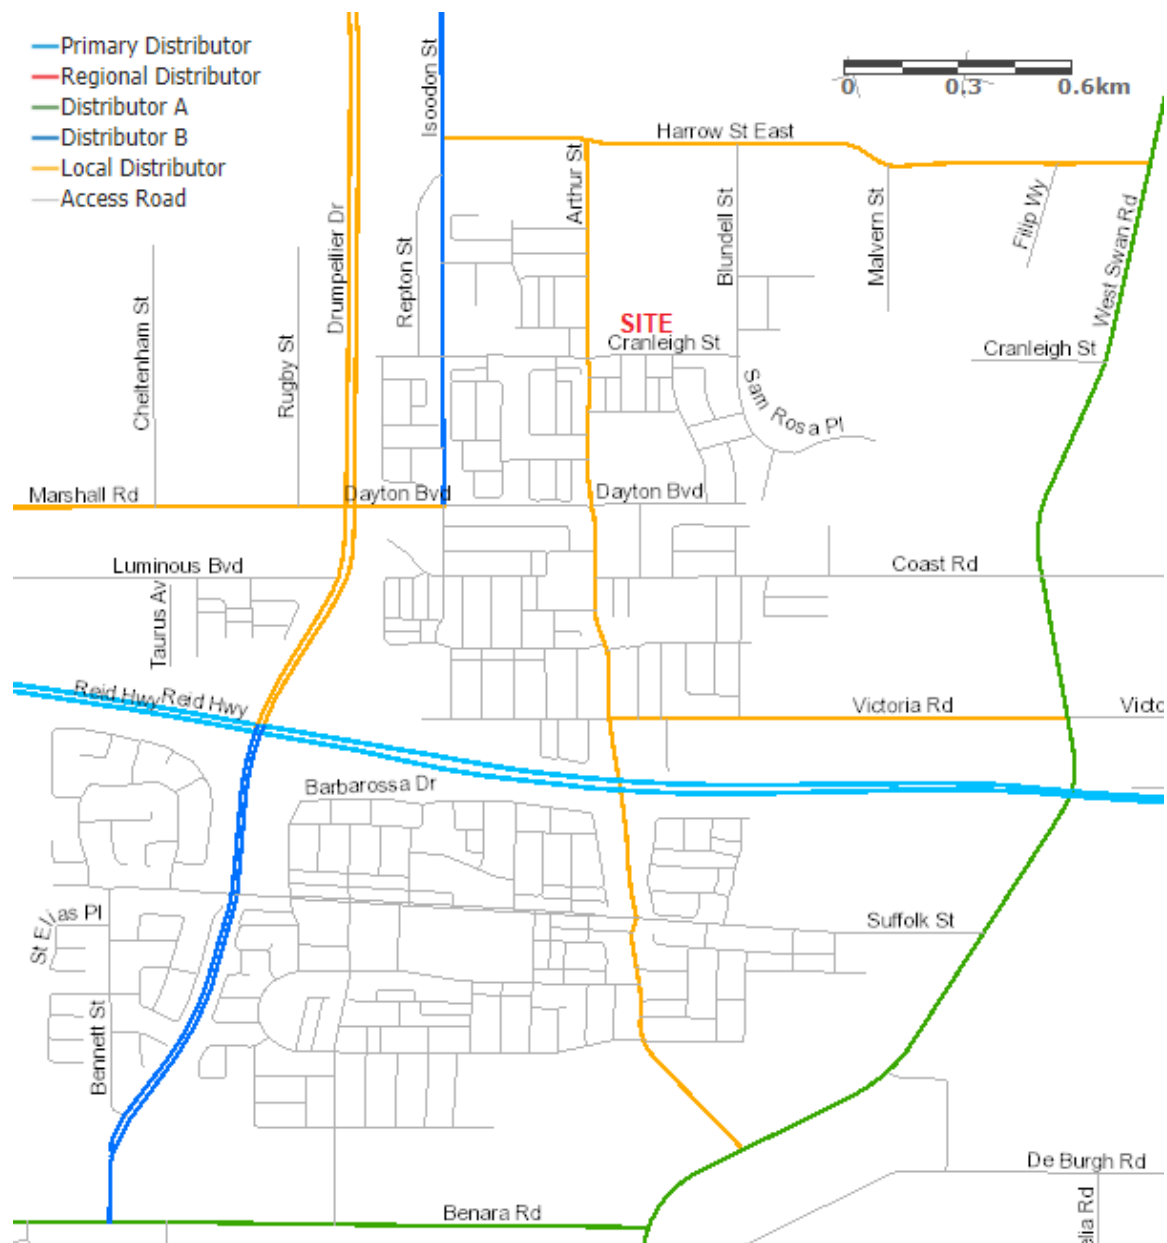 Primary Distributor
Regional Distributor
Distributor A
Distributor B
Local Distributor
Access Road
0 0.3 0.6km
Isoodon St
Harrow St East
Arthur St
Blundell St
Malvern St
Filip Wy
West Swan Rd
Drumpellier Dr
Repton St
Cheltenham St
Rugby St
SITE
Cranleigh St
Cranleigh St
Sam Rosa Pl
Marshall Rd
Dayton Bvd
Dayton Bvd
Luminous Bvd
Coast Rd
Taurus Av
Reid Hwy
Reid Hwy
Victoria Rd
Victo
Barbarossa Dr
St Elias Pl
Suffolk St
Bennett St
De Burgh Rd
elia Rd
Benara Rd